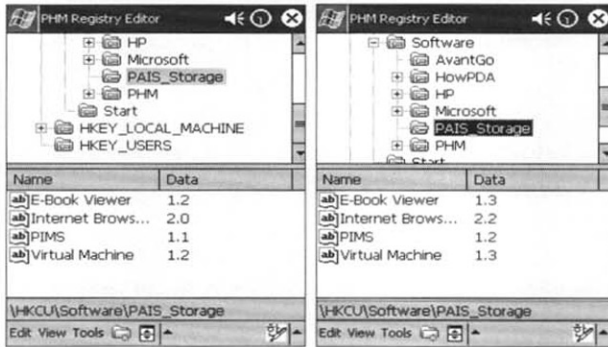 PHM Registry Editor
HP
Microsoft
PAIS_Storage
PHM
Start
HKEY_LOCAL_MACHINE
HKEY_USERS
Name Data
E-Book Viewer 1.2
Internet Brows... 2.0
PIMS 1.1
Virtual Machine 1.2
\HKCU\Software\PAIS_Storage
Edit View Tools
PHM Registry Editor
Software
AvantGo
HowPDA
HP
Microsoft
PAIS_Storage
PHM
Start
Name Data
E-Book Viewer 1.3
Internet Brows... 2.2
PIMS 1.2
Virtual Machine 1.3
\HKCU\Software\PAIS_Storage
Edit View Tools